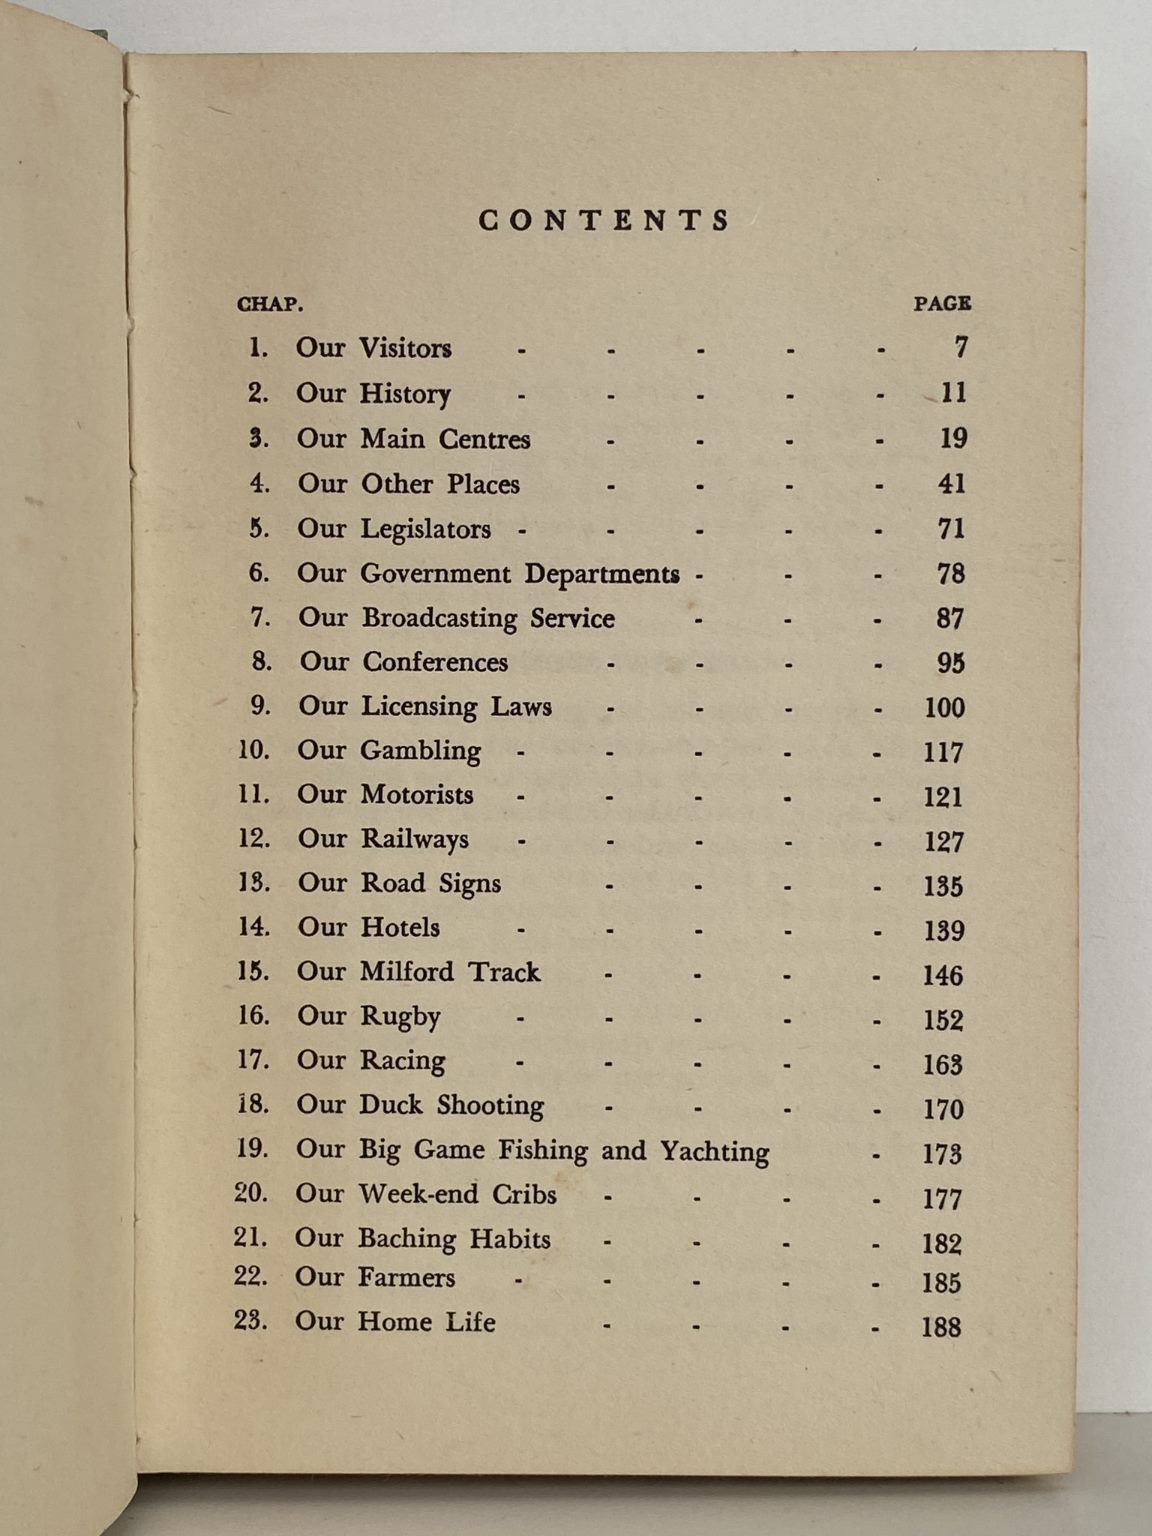 CONTENTS
CHAP. PAGE
1. Our Visitors - - - - - 7
2. Our History - - - - - 11
3. Our Main Centres - - - - 19
4. Our Other Places - - - - 41
5. Our Legislators - - - - - 71
6. Our Government Departments - - - 78
7. Our Broadcasting Service - - - 87
8. Our Conferences - - - - 95
9. Our Licensing Laws - - - - 100
10. Our Gambling - - - - - 117
11. Our Motorists - - - - - 121
12. Our Railways - - - - - 127
13. Our Road Signs - - - - 135
14. Our Hotels - - - - - 139
15. Our Milford Track - - - - 146
16. Our Rugby - - - - - 152
17. Our Racing - - - - - 163
18. Our Duck Shooting - - - - 170
19. Our Big Game Fishing and Yachting - 173
20. Our Week-end Cribs - - - - 177
21. Our Baching Habits - - - - 182
22. Our Farmers - - - - - 185
23. Our Home Life - - - - 188